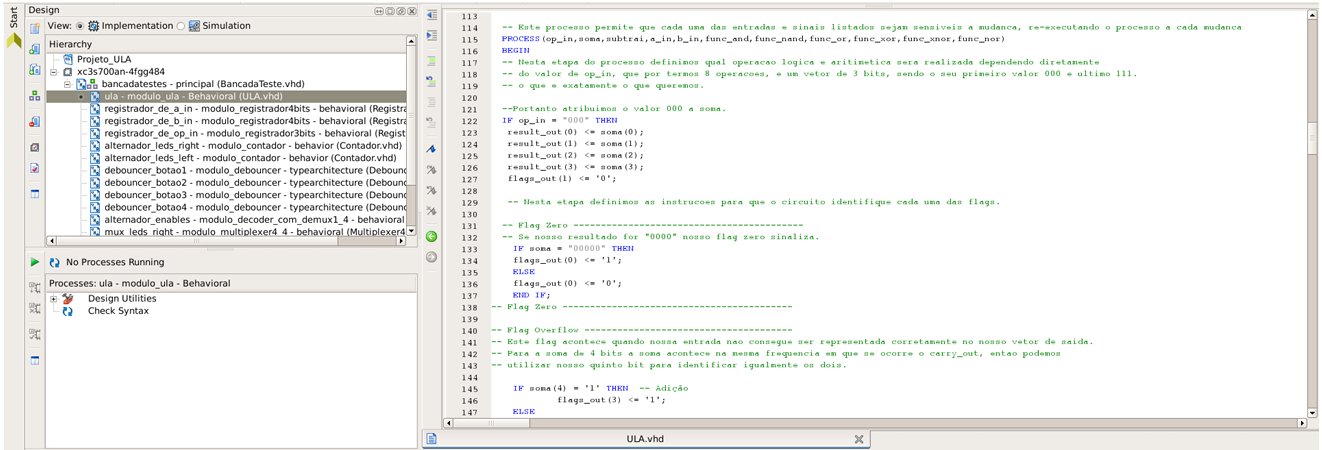 Start
Design
View: Implementation Simulation
Hierarchy
Projeto_ULA
xc3s700an-4fgg484
bancadatestes - principal (BancadaTeste.vhd)
ula - modulo_ula - Behavioral (ULA.vhd)
registrador_de_a_in - modulo_registrador4bits - behavioral (Registra
registrador_de_b_in - modulo_registrador4bits - behavioral (Registra
registrador_de_op_in - modulo_registrador3bits - behavioral (Regist
alternador_leds_right - modulo_contador - behavior (Contador.vhd)
alternador_leds_left - modulo_contador - behavior (Contador.vhd)
debouncer_botao1 - modulo_debouncer - typearchitecture (Debounc
debouncer_botao2 - modulo_debouncer - typearchitecture (Debounc
debouncer_botao3 - modulo_debouncer - typearchitecture (Debounc
debouncer_botao4 - modulo_debouncer - typearchitecture (Debounc
alternador_enables - modulo_decoder_com_demux1_4 - behavioral
mux_leds_right - modulo_multiplexer4_4 - behavioral (Multiplexer4
No Processes Running
Processes: ula - modulo_ula - Behavioral
Design Utilities
Check Syntax
113
114 -- Este processo permite que cada uma das entradas e sinais listados sejam sensiveis a mudanca, re-executando o processo a cada mudanca
115 PROCESS(op_in,soma,subtrai,a_in,b_in,func_and,func_nand,func_or,func_xor,func_xnor,func_nor)
116 BEGIN
117 -- Nesta etapa do processo definimos qual operacao logica e aritimetica sera realizada dependendo diretamente
118 -- do valor de op_in, que por termos 8 operacoes, e um vetor de 3 bits, sendo o seu primeiro valor 000 e ultimo 111.
119 -- o que e exatamente o que queremos.
120
121 --Portanto atribuimos o valor 000 a soma.
122 IF op_in = "000" THEN
123 result_out(0) <= soma(0);
124 result_out(1) <= soma(1);
125 result_out(2) <= soma(2);
126 result_out(3) <= soma(3);
127 flags_out(1) <= '0';
128
129 -- Nesta etapa definimos as instrucoes para que o circuito identifique cada uma das flags.
130
131 -- Flag Zero ----------------------------------------
132 -- Se nosso resultado for "0000" nosso flag zero sinaliza.
133 IF soma = "00000" THEN
134 flags_out(0) <= '1';
135 ELSE
136 flags_out(0) <= '0';
137 END IF;
138 -- Flag Zero ----------------------------------------
139
140 -- Flag Overflow ------------------------------------
141 -- Este flag acontece quando nossa entrada nao consegue ser representada corretamente no nosso vetor de saida.
142 -- Para a soma de 4 bits a soma acontece na mesma frequencia em que se ocorre o carry_out, entao podemos
143 -- utilizar nosso quinto bit para identificar igualmente os dois.
144
145 IF soma(4) = '1' THEN -- Adição
146 flags_out(3) <= '1';
147 ELSE
ULA.vhd